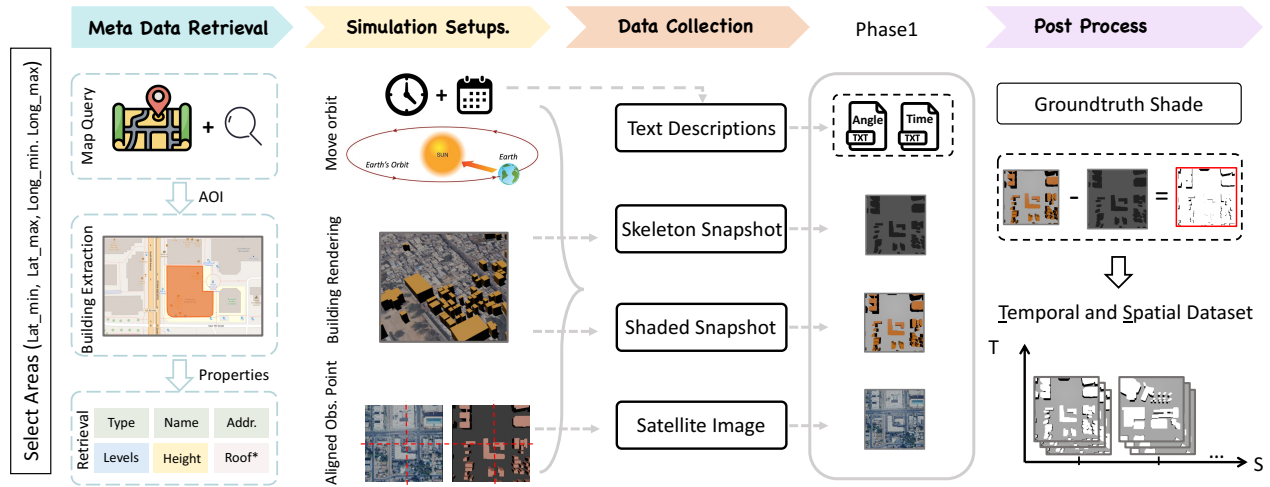 Meta Data Retrieval
Simulation Setups.
Data Collection
Phase1
Post Process
Select Areas (Lat_min, Lat_max, Long_min. Long_max)
Map Query
+
AOI
Building Extraction
Properties
Retrieval
Type
Name
Addr.
Levels
Height
Roof*
Move orbit
+
SUN
Earth's Orbit
Earth
Building Rendering
Aligned Obs. Point
Text Descriptions
Skeleton Snapshot
Shaded Snapshot
Satellite Image
Angle
TXT
Time
TXT
Groundtruth Shade
- =
Temporal and Spatial Dataset
T
...
S